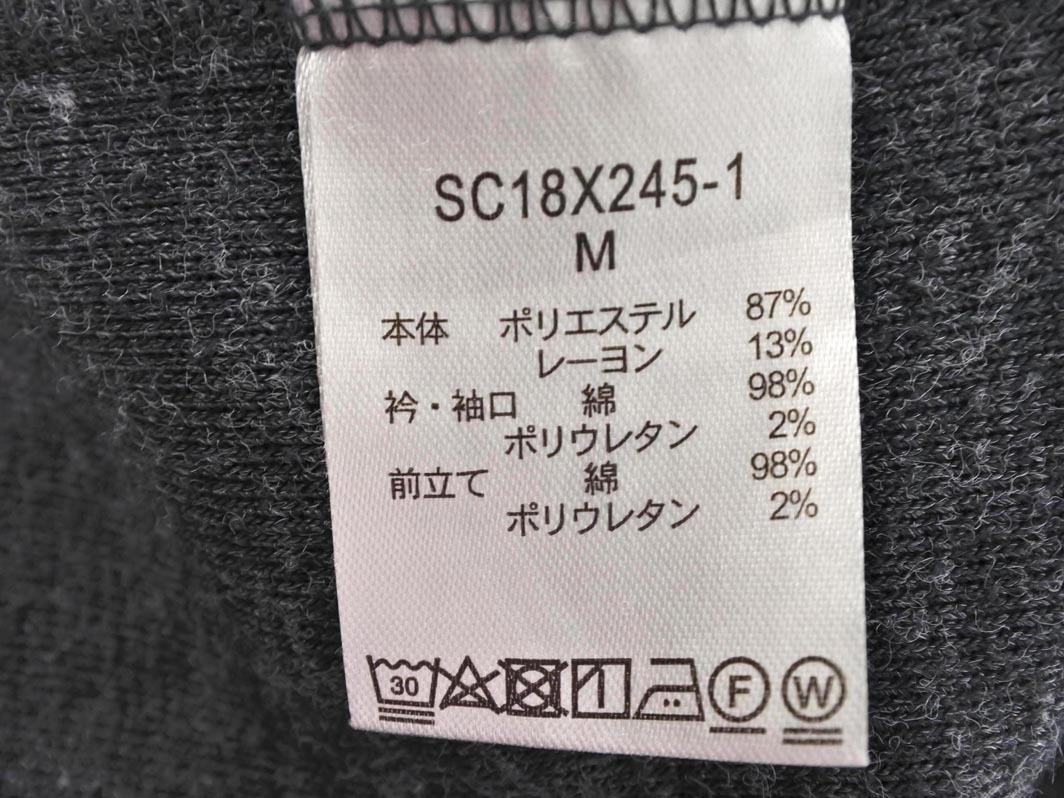 SC18X245-1
M
本体 ポリエステル 87%
レーヨン 13%
衿・袖口 綿 98%
ポリウレタン 2%
前立て 綿 98%
ポリウレタン 2%
30 F W